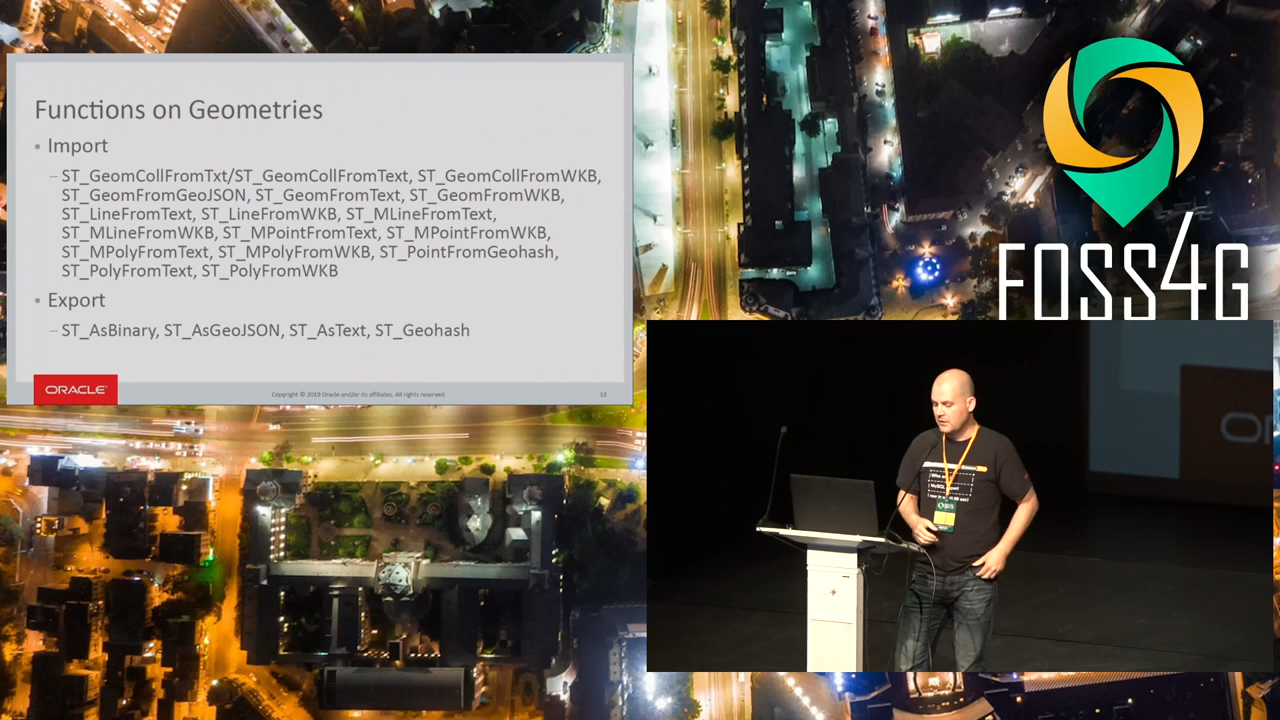 Functions on Geometries
• Import
– ST_GeomCollFromTxt/ST_GeomCollFromText, ST_GeomCollFromWKB,
ST_GeomFromGeoJSON, ST_GeomFromText, ST_GeomFromWKB,
ST_LineFromText, ST_LineFromWKB, ST_MLineFromText,
ST_MLineFromWKB, ST_MPointFromText, ST_MPointFromWKB,
ST_MPolyFromText, ST_MPolyFromWKB, ST_PointFromGeohash,
ST_PolyFromText, ST_PolyFromWKB
• Export
– ST_AsBinary, ST_AsGeoJSON, ST_AsText, ST_Geohash
ORACLE
Copyright © 2019 Oracle and/or its affiliates. All rights reserved.
13
FOSS4G
MySQL